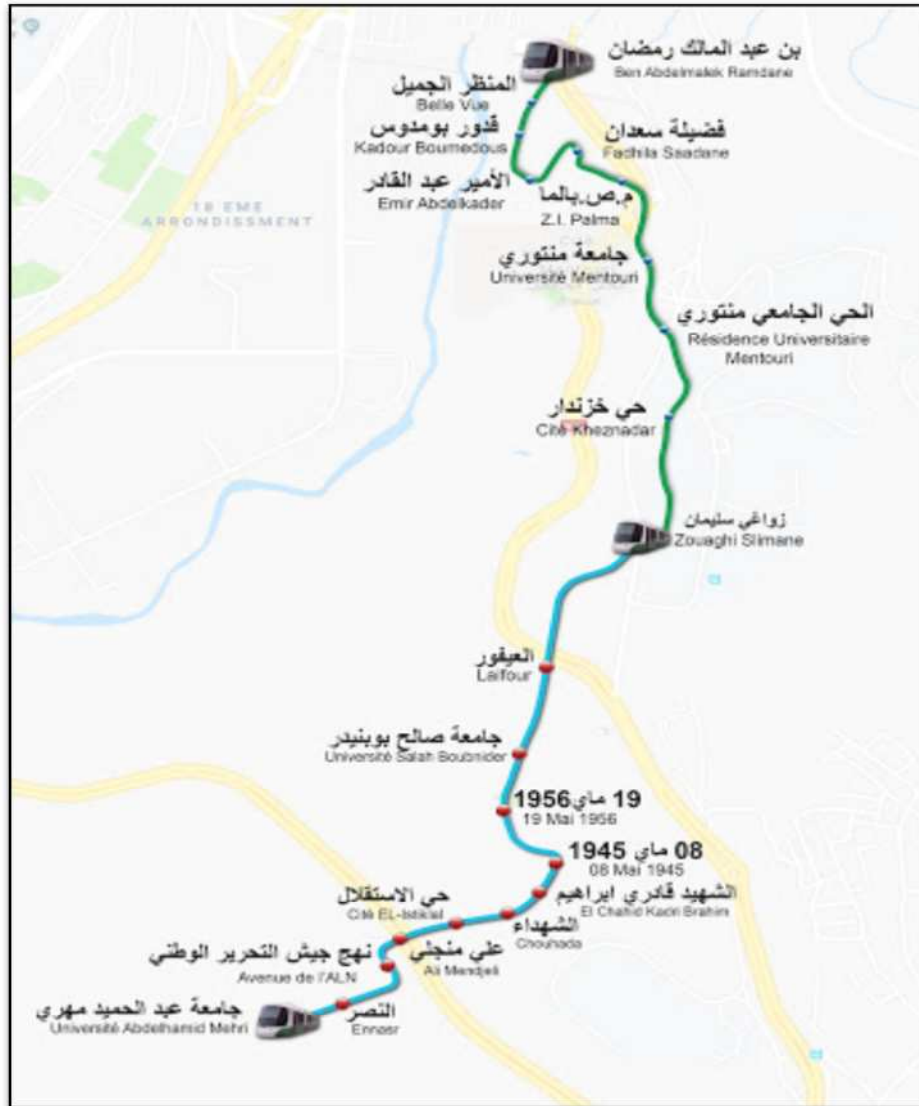 بن عبد المالك رمضان
Ben Abdelmalek Ramdane
المنظر الجميل
Belle Vue
قدور بومدوس
Kadour Boumedous
فضيلة سعدان
Fadhila Saadane
الأمير عبد القادر
Emir Abdelkader
م.ص.بالما
Z.I. Palma
18 EME
ARRONDISSMENT
جامعة منتوري
Université Mentouri
الحي الجامعي منتوري
Résidence Universitaire
Mentouri
حي خزندار
Cité Kheznadar
زواغي سليمان
Zouaghi Slimane
العيفور
Laifour
جامعة صالح بوبنيدر
Université Salah Boubnider
19 ماي 1956
19 Mai 1956
08 ماي 1945
08 Mai 1945
الشهيد قادري ابراهيم
El Chahid Kadri Brahim
حي الاستقلال
Cité EL-Istiklal
الشهداء
Chouhada
علي منجلي
Ali Mendjeli
نهج جيش التحرير الوطني
Avenue de l'ALN
النصر
Ennasr
جامعة عبد الحميد مهري
Université Abdelhamid Mehri